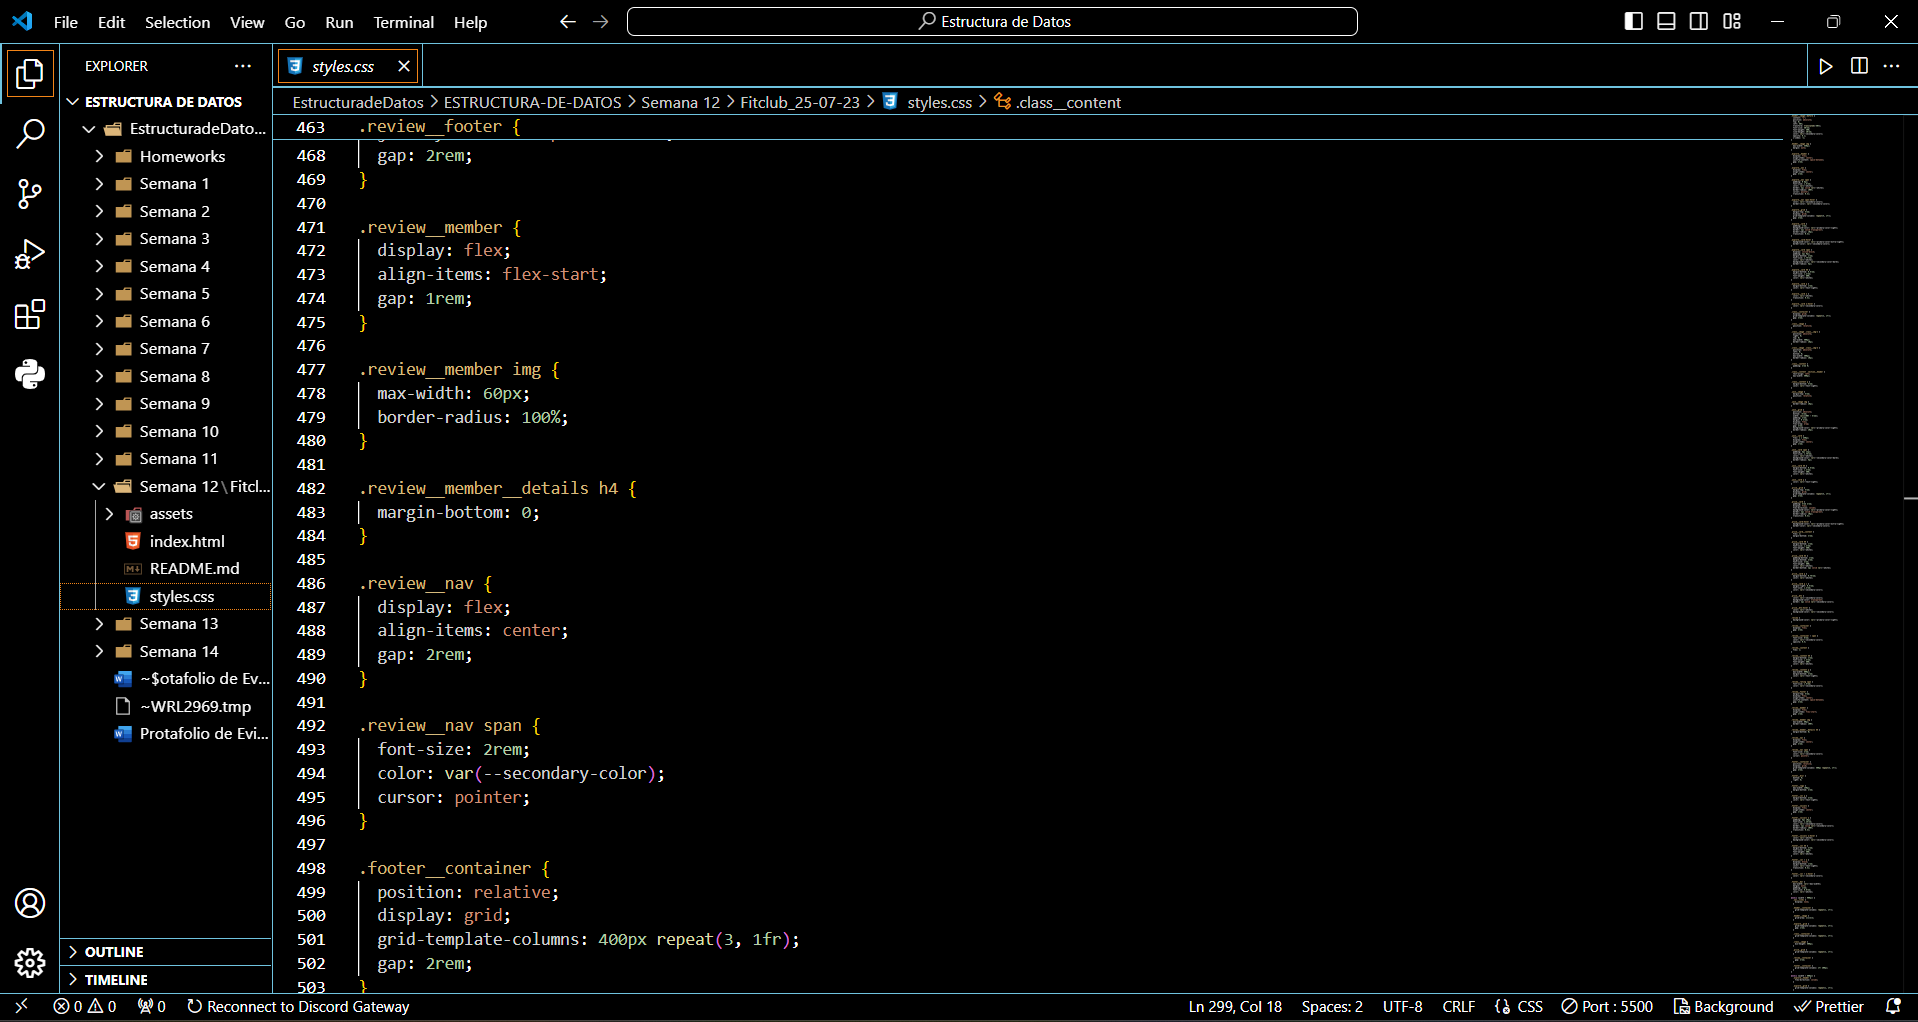 File Edit Selection View Go Run Terminal Help
Estructura de Datos
EXPLORER
ESTRUCTURA DE DATOS
EstructuradeDato...
Homeworks
Semana 1
Semana 2
Semana 3
Semana 4
Semana 5
Semana 6
Semana 7
Semana 8
Semana 9
Semana 10
Semana 11
Semana 12\Fitcl...
assets
index.html
README.md
styles.css
Semana 13
Semana 14
~$otafolio de Ev...
~WRL2969.tmp
Protafolio de Evi...
OUTLINE
TIMELINE
styles.css
EstructuradeDatos > ESTRUCTURA-DE-DATOS > Semana 12 > Fitclub_25-07-23 > styles.css > .class__content
463 .review__footer {
468 gap: 2rem;
469 }
470
471 .review__member {
472 display: flex;
473 align-items: flex-start;
474 gap: 1rem;
475 }
476
477 .review__member img {
478 max-width: 60px;
479 border-radius: 100%;
480 }
481
482 .review__member__details h4 {
483 margin-bottom: 0;
484 }
485
486 .review__nav {
487 display: flex;
488 align-items: center;
489 gap: 2rem;
490 }
491
492 .review__nav span {
493 font-size: 2rem;
494 color: var(--secondary-color);
495 cursor: pointer;
496 }
497
498 .footer__container {
499 position: relative;
500 display: grid;
501 grid-template-columns: 400px repeat(3, 1fr);
502 gap: 2rem;
503 }
0 0 0 Reconnect to Discord Gateway
Ln 299, Col 18 Spaces: 2 UTF-8 CRLF CSS Port : 5500 Background Prettier